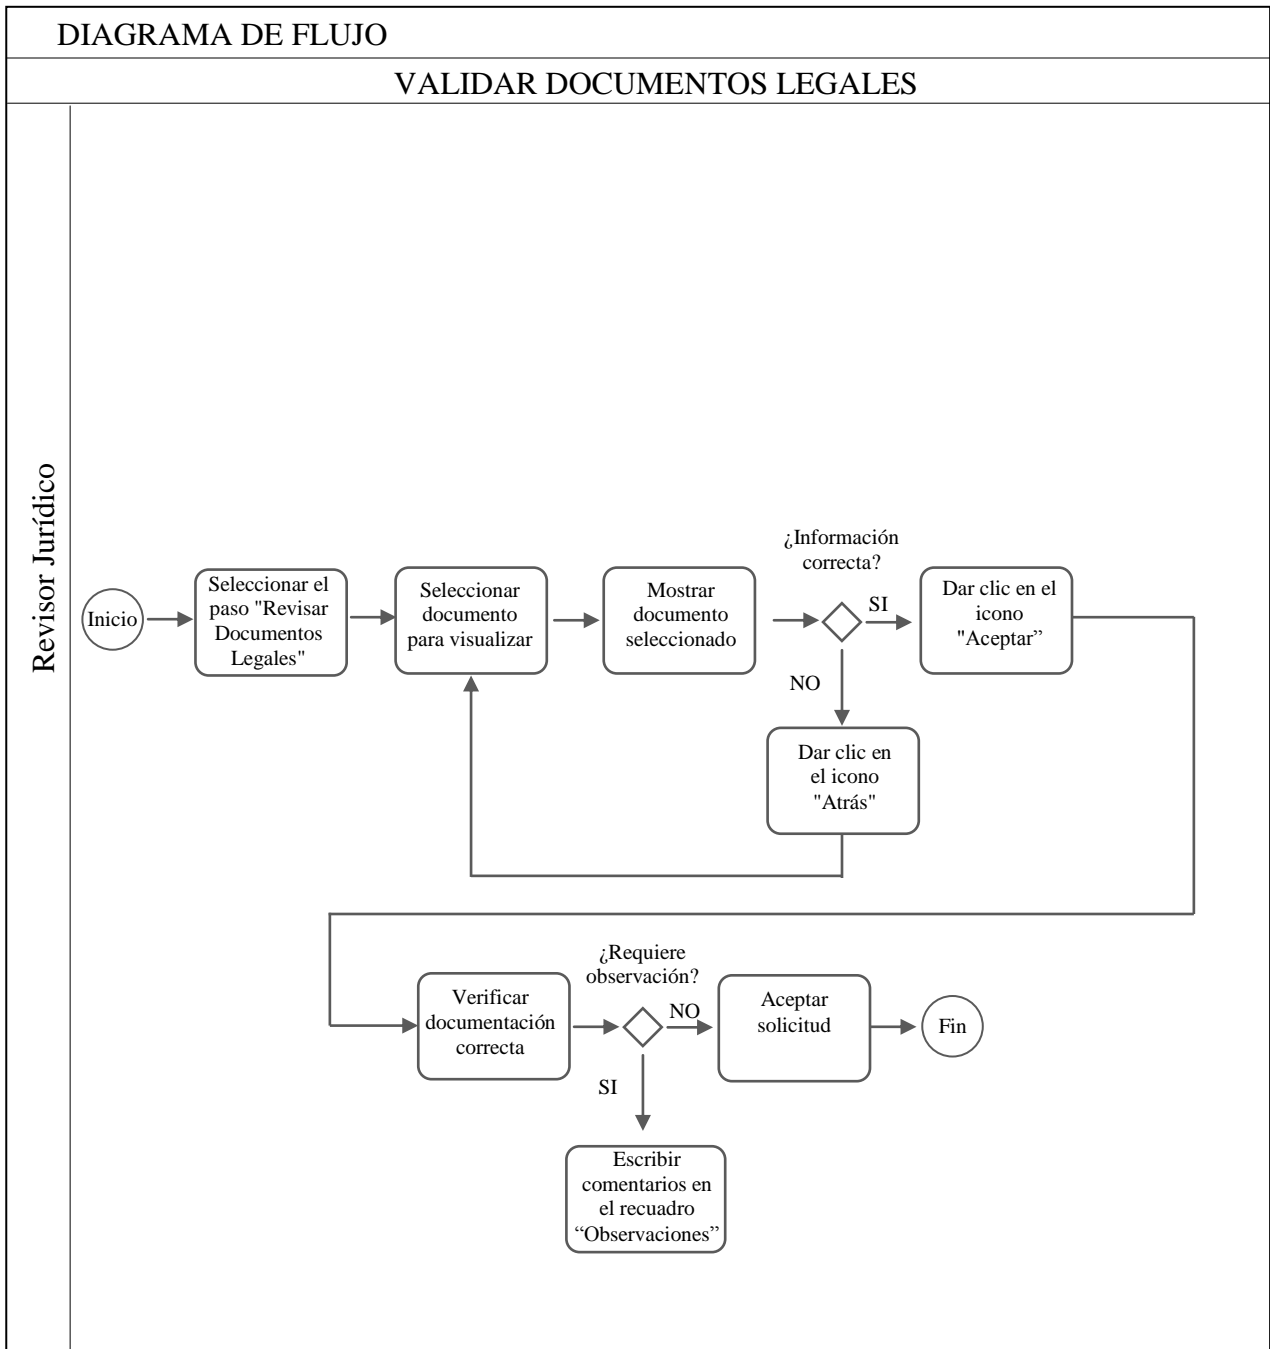 DIAGRAMA DE FLUJO
VALIDAR DOCUMENTOS LEGALES
Revisor Jurídico
Inicio
Seleccionar el
paso "Revisar
Documentos
Legales"
Seleccionar
documento
para visualizar
Mostrar
documento
seleccionado
¿Información
correcta?
SI
Dar clic en el
icono
"Aceptar”
NO
Dar clic en
el icono
"Atrás"
Verificar
documentación
correcta
¿Requiere
observación?
NO
Aceptar
solicitud
Fin
SI
Escribir
comentarios en
el recuadro
“Observaciones”